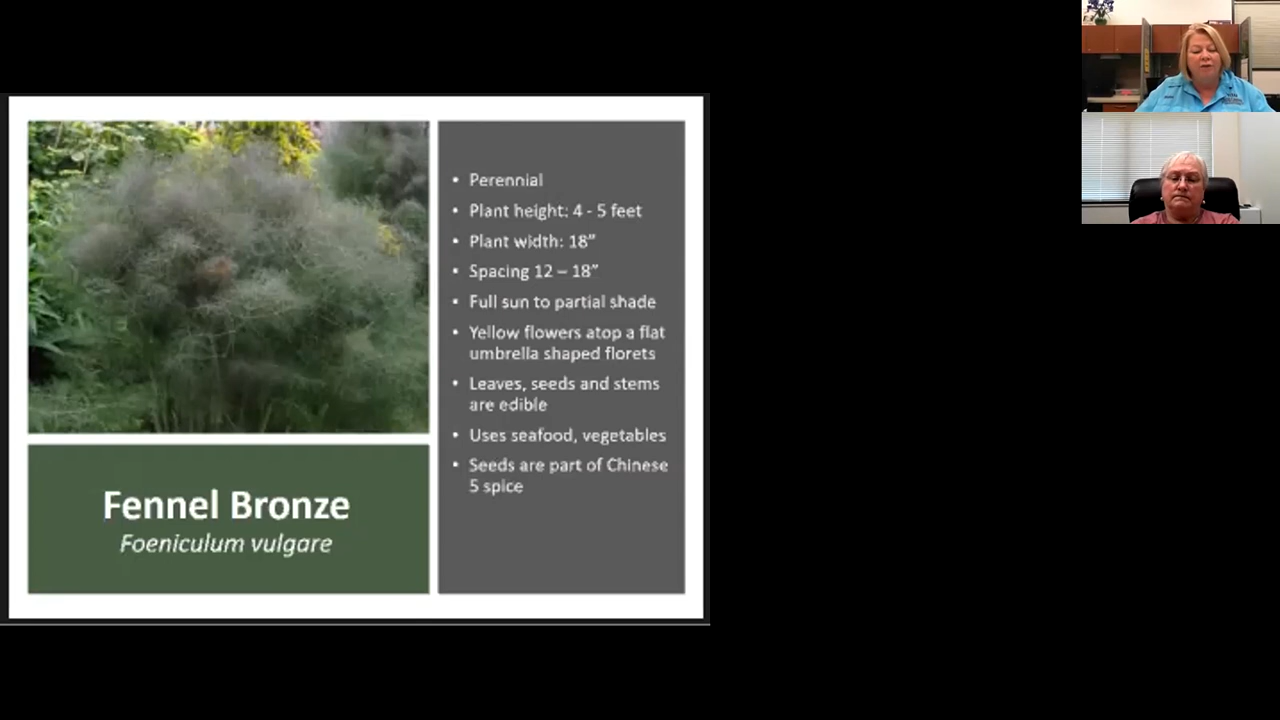 Perennial
Plant height: 4 - 5 feet
Plant width: 18”
Spacing 12 – 18”
Full sun to partial shade
Yellow flowers atop a flat
umbrella shaped florets
Leaves, seeds and stems
are edible
Uses seafood, vegetables
Seeds are part of Chinese
5 spice
Fennel Bronze
Foeniculum vulgare